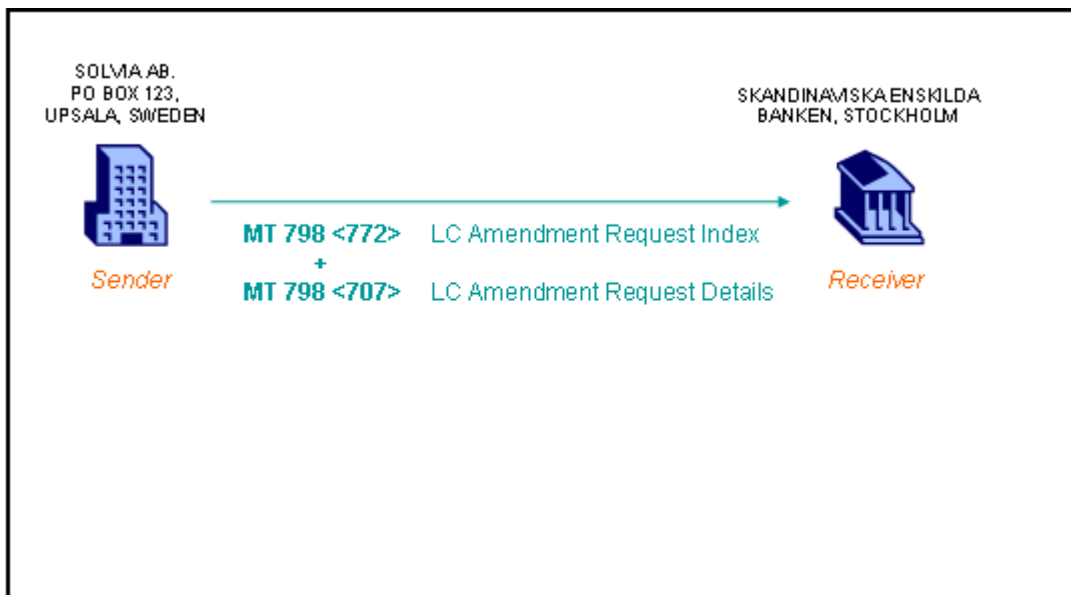 SOLVIA AB.
PO BOX 123,
UPSALA, SWEDEN
Sender
SKANDINAVISKA ENSKILDA
BANKEN, STOCKHOLM
Receiver
MT 798 <772> LC Amendment Request Index
+
MT 798 <707> LC Amendment Request Details